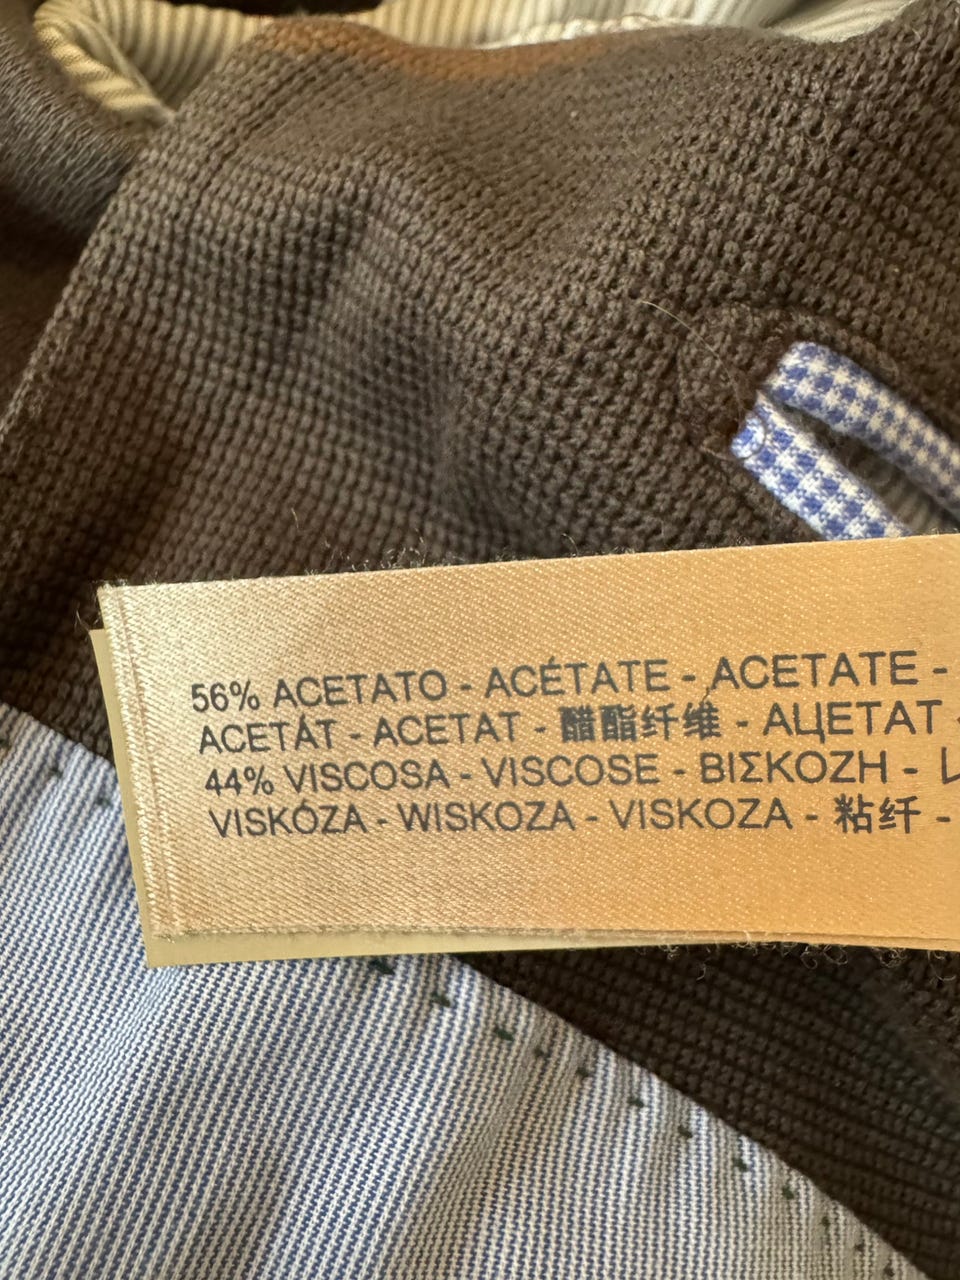 56% ACETATO - ACÉTATE - ACETATE -
ACETÁT - ACETAT - 醋酯纤维 - АЦЕТАТ
44% VISCOSA - VISCOSE - ΒΙΣΚΟΖΗ -
VISKÓZA - WISKOZA - VISKOZA - 粘纤 -